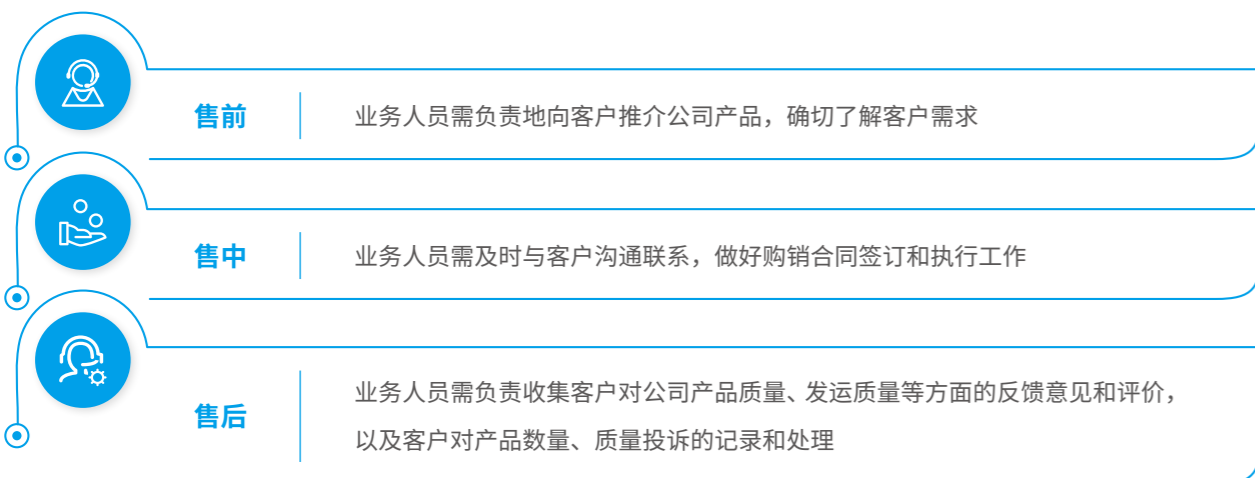 售前
业务人员需负责地向客户推介公司产品，确切了解客户需求
售中
业务人员需及时与客户沟通联系，做好购销合同签订和执行工作
售后
业务人员需负责收集客户对公司产品质量、发运质量等方面的反馈意见和评价，
以及客户对产品数量、质量投诉的记录和处理